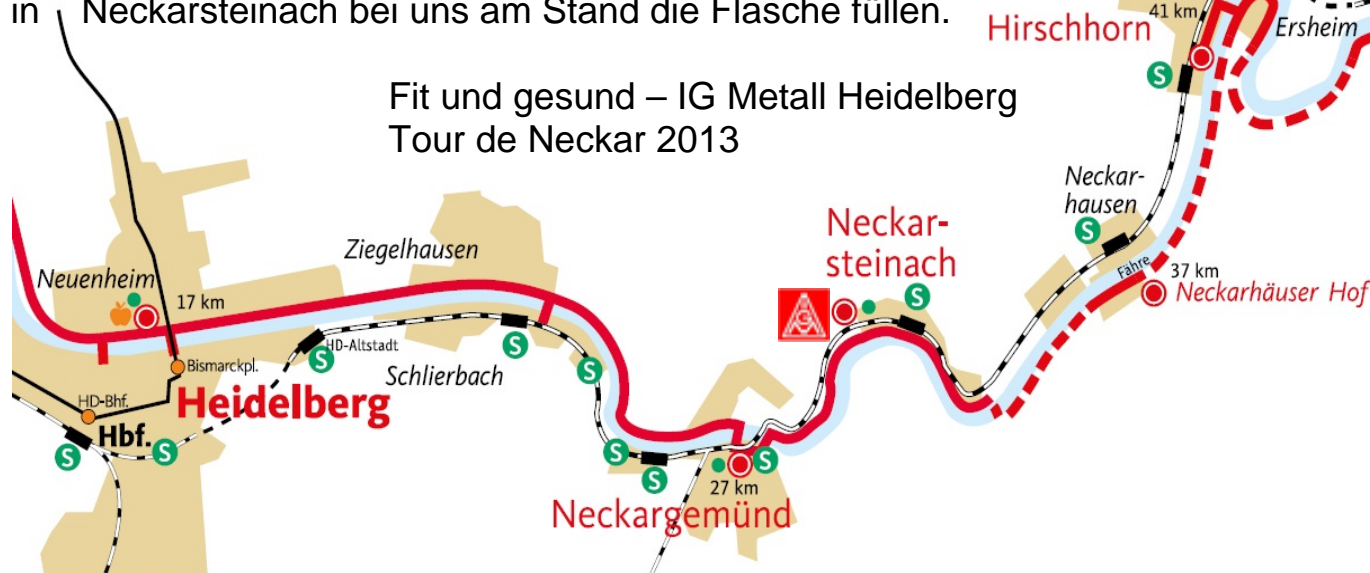 in Neckarsteinach bei uns am Stand die Flasche füllen.
41 km
Hirschhorn
Ersheim
S
Fit und gesund – IG Metall Heidelberg
Tour de Neckar 2013
Neckar-
hausen
S
Neckar-
steinach
Ziegelhausen
Fähre
37 km
Neckarhäuser Hof
Neuenheim
17 km
S
HD-Altstadt
S
S
S
Bismarckpl.
Schlierbach
Heidelberg
HD-Bhf.
Hbf.
S
S
S
S
S
27 km
Neckargemünd